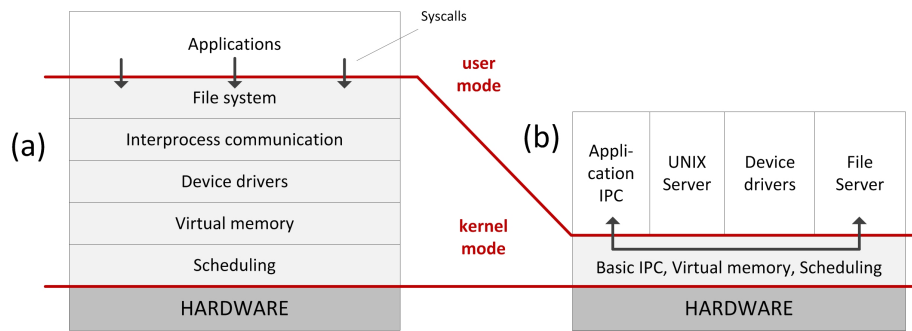 Syscalls
Applications
user
mode
File system
(a)
Interprocess communication
Device drivers
Virtual memory
Scheduling
HARDWARE
kernel
mode
(b)
Appli-
cation
IPC
UNIX
Server
Device
drivers
File
Server
Basic IPC, Virtual memory, Scheduling
HARDWARE